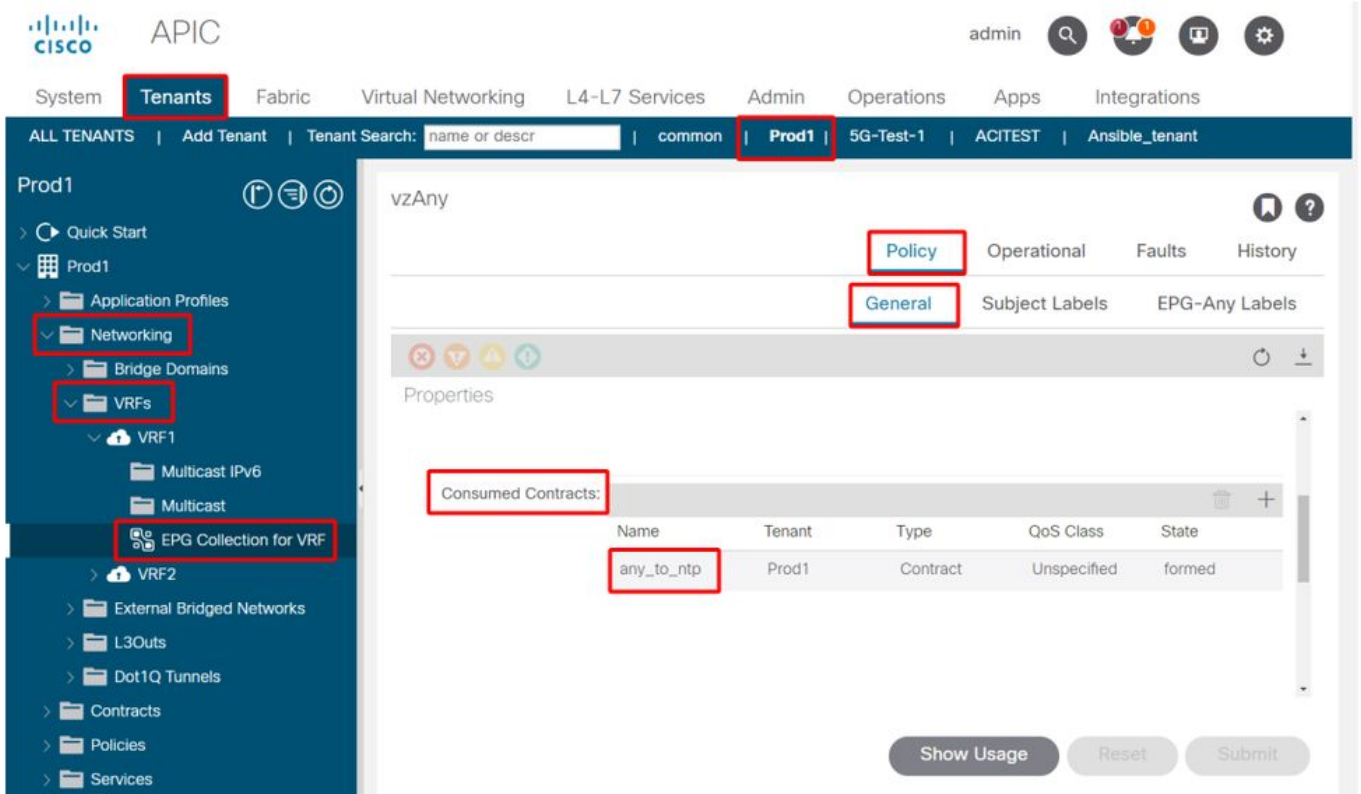 CISCO
APIC
admin
1
System Tenants Fabric Virtual Networking L4-L7 Services Admin Operations Apps Integrations
ALL TENANTS | Add Tenant | Tenant Search: name or descr | common | Prod1 | 5G-Test-1 | ACITEST | Ansible_tenant
Prod1
Quick Start
Prod1
Application Profiles
Networking
Bridge Domains
VRFs
VRF1
Multicast IPv6
Multicast
EPG Collection for VRF
VRF2
External Bridged Networks
L3Outs
Dot1Q Tunnels
Contracts
Policies
Services
vzAny
Policy Operational Faults History
General Subject Labels EPG-Any Labels
Properties
Consumed Contracts:
Name Tenant Type QoS Class State
any_to_ntp Prod1 Contract Unspecified formed
Show Usage Reset Submit